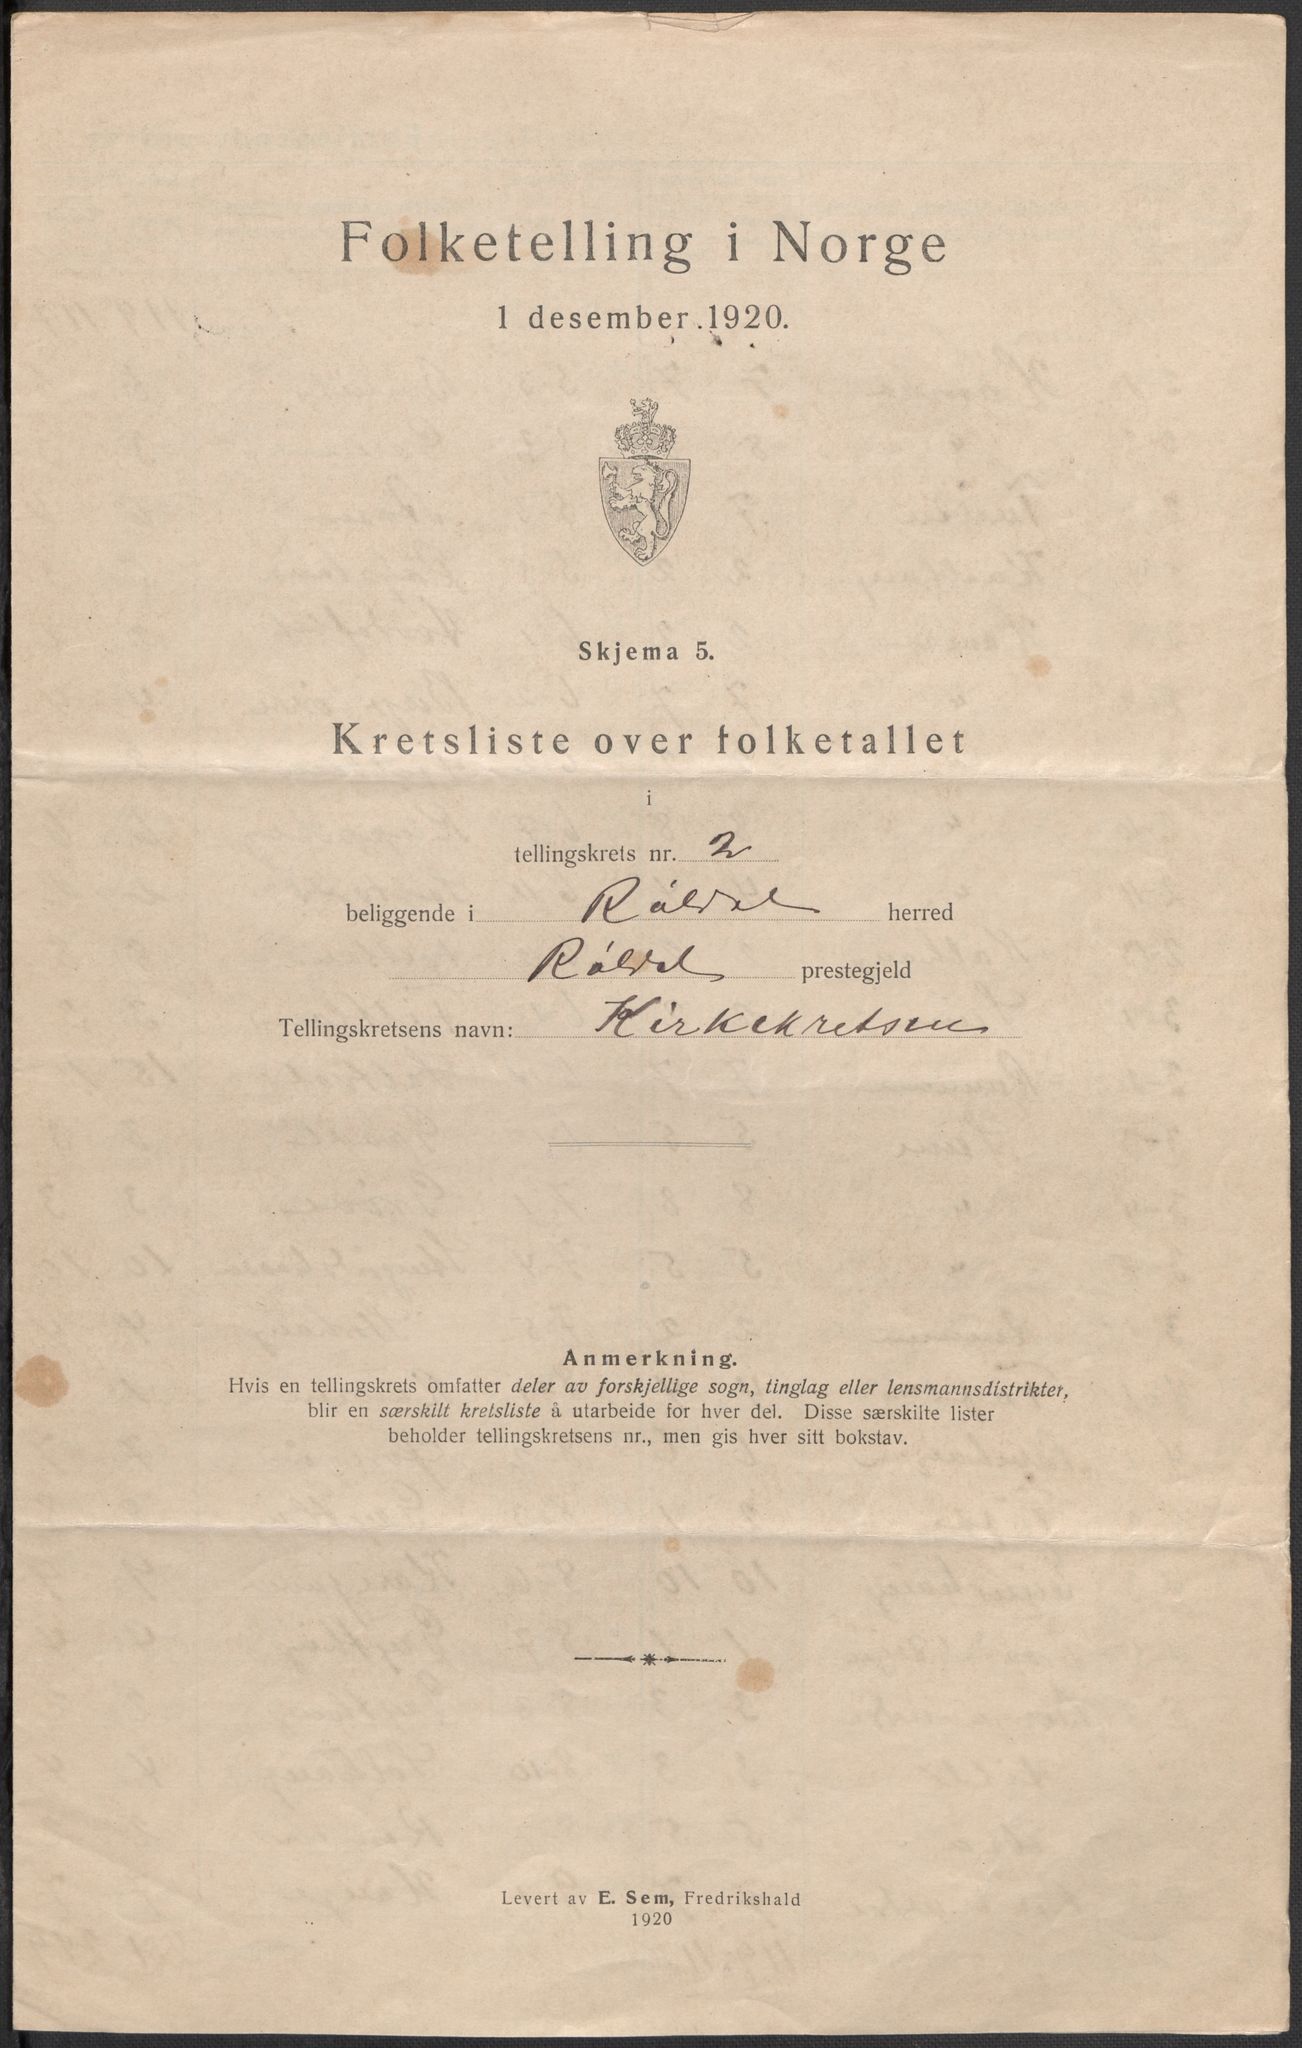 Folketelling i Norge
1 desember 1920.
Skjema 5.
Kretsliste over folketallet
i
tellingskrets nr. 2
beliggende i Røldal herred
Røldal prestegjeld
Tellingskretsens navn: Kirkekretsen
Anmerkning.
Hvis en tellingskrets omfatter deler av forskjellige sogn, tinglag eller lensmannsdistrikter,
blir en særskilt kretsliste å utarbeide for hver del. Disse særskilte lister
beholder tellingskretsens nr., men gis hver sitt bokstav.
Levert av E. Sem, Fredrikshald
1920